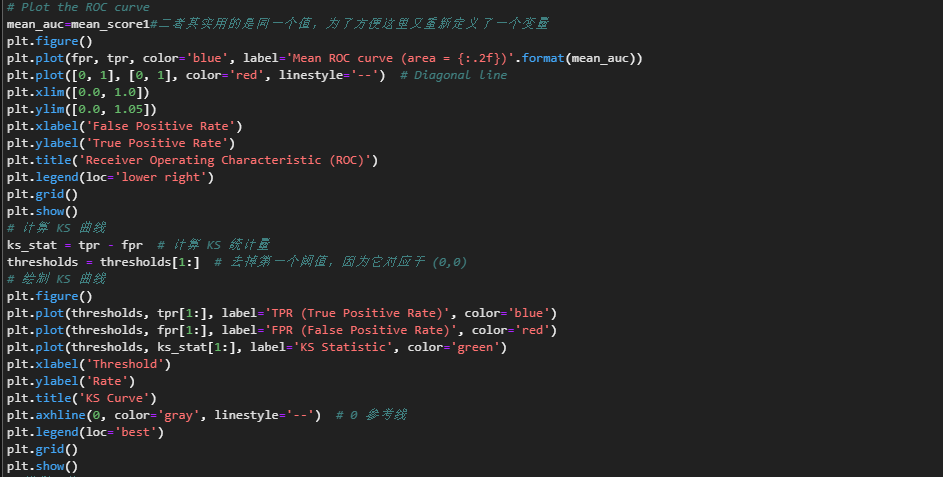 # Plot the ROC curve
mean_auc=mean_score1#二者其实用的是同一个值，为了方便这里又重新定义了一个变量
plt.figure()
plt.plot(fpr, tpr, color='blue', label='Mean ROC curve (area = {:.2f})'.format(mean_auc))
plt.plot([0, 1], [0, 1], color='red', linestyle='--')  # Diagonal line
plt.xlim([0.0, 1.0])
plt.ylim([0.0, 1.05])
plt.xlabel('False Positive Rate')
plt.ylabel('True Positive Rate')
plt.title('Receiver Operating Characteristic (ROC)')
plt.legend(loc='lower right')
plt.grid()
plt.show()
# 计算 KS 曲线
ks_stat = tpr - fpr  # 计算 KS 统计量
thresholds = thresholds[1:]  # 去掉第一个阈值，因为它对应于 (0,0)
# 绘制 KS 曲线
plt.figure()
plt.plot(thresholds, tpr[1:], label='TPR (True Positive Rate)', color='blue')
plt.plot(thresholds, fpr[1:], label='FPR (False Positive Rate)', color='red')
plt.plot(thresholds, ks_stat[1:], label='KS Statistic', color='green')
plt.xlabel('Threshold')
plt.ylabel('Rate')
plt.title('KS Curve')
plt.axhline(0, color='gray', linestyle='--')  # 0 参考线
plt.legend(loc='best')
plt.grid()
plt.show()